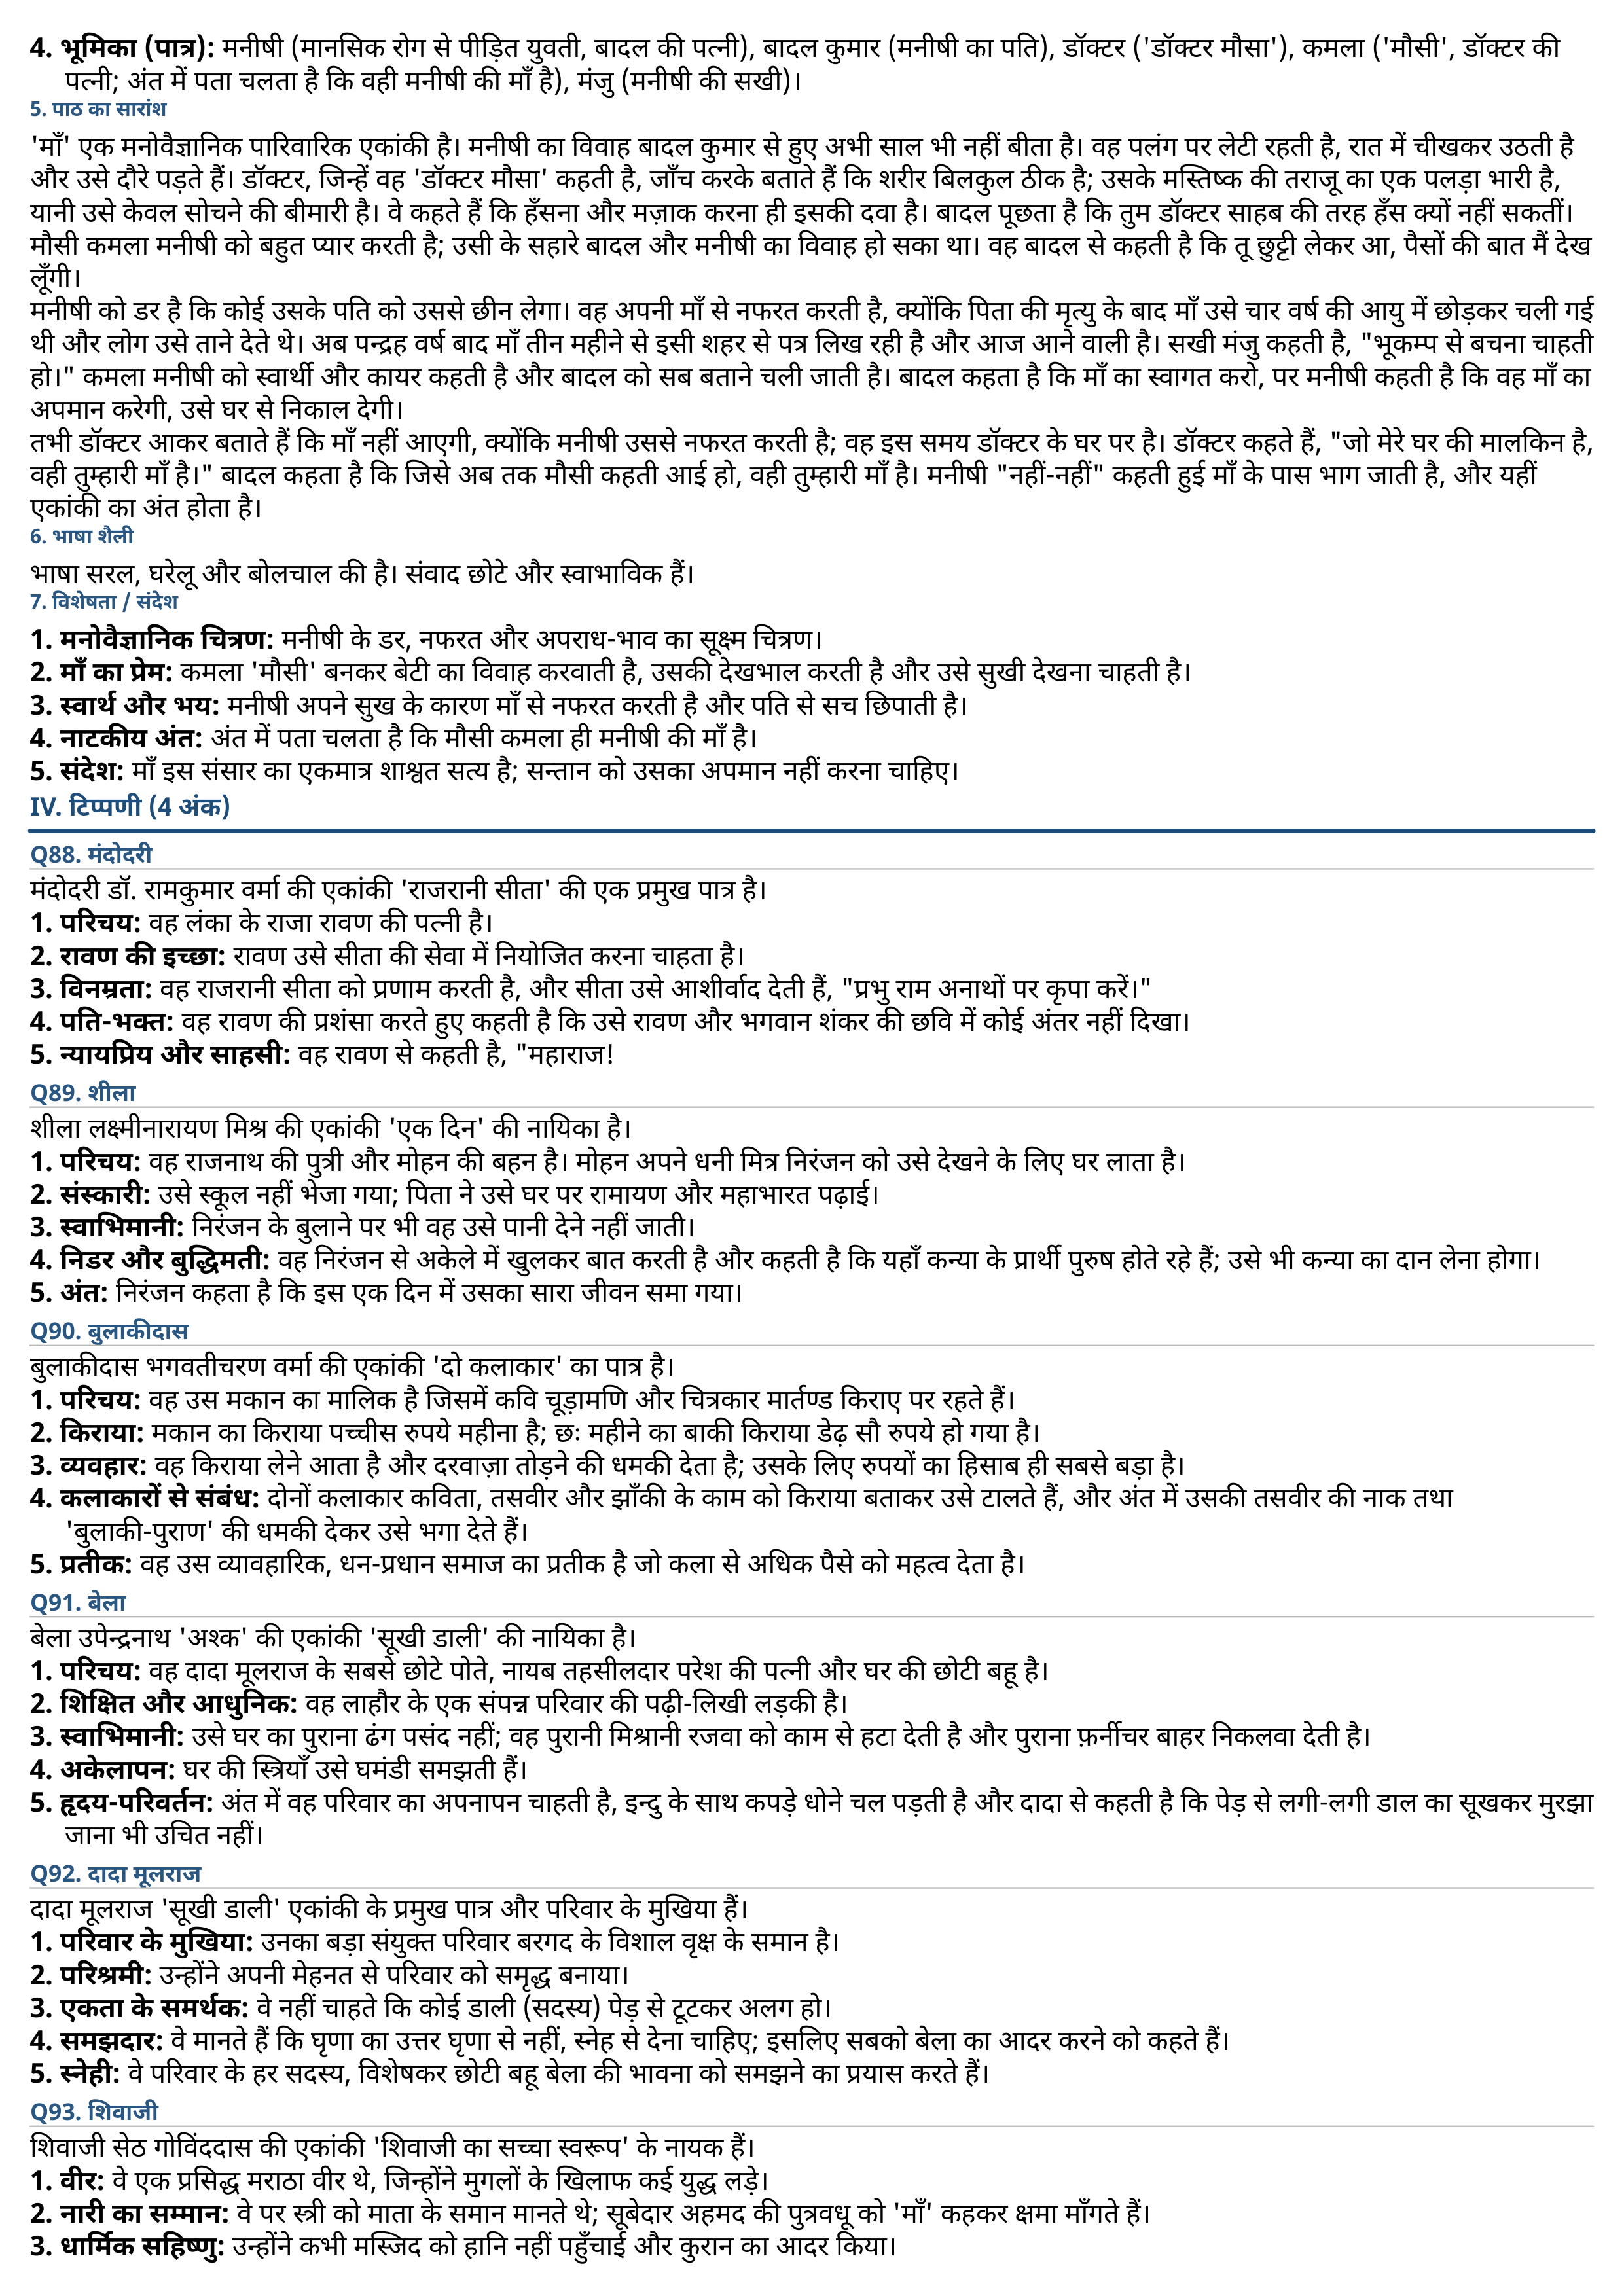 4. भूमिका (पात्र): मनीषी (मानसिक रोग से पीड़ित युवती, बादल की पत्नी), बादल कुमार (मनीषी का पति), डॉक्टर ('डॉक्टर मौसा'), कमला ('मौसी', डॉक्टर की
पत्नी; अंत में पता चलता है कि वही मनीषी की माँ है), मंजु (मनीषी की सखी)।
5. पाठ का सारांश
'माँ' एक मनोवैज्ञानिक पारिवारिक एकांकी है। मनीषी का विवाह बादल कुमार से हुए अभी साल भी नहीं बीता है। वह पलंग पर लेटी रहती है, रात में चीखकर उठती है
और उसे दौरे पड़ते हैं। डॉक्टर, जिन्हें वह 'डॉक्टर मौसा' कहती है, जाँच करके बताते हैं कि शरीर बिलकुल ठीक है; उसके मस्तिष्क की तराजू का एक पलड़ा भारी है,
यानी उसे केवल सोचने की बीमारी है। वे कहते हैं कि हँसना और मज़ाक करना ही इसकी दवा है। बादल पूछता है कि तुम डॉक्टर साहब की तरह हँस क्यों नहीं सकतीं।
मौसी कमला मनीषी को बहुत प्यार करती है; उसी के सहारे बादल और मनीषी का विवाह हो सका था। वह बादल से कहती है कि तू छुट्टी लेकर आ, पैसों की बात मैं देख
लूँगी।
मनीषी को डर है कि कोई उसके पति को उससे छीन लेगा। वह अपनी माँ से नफरत करती है, क्योंकि पिता की मृत्यु के बाद माँ उसे चार वर्ष की आयु में छोड़कर चली गई
थी और लोग उसे ताने देते थे। अब पन्द्रह वर्ष बाद माँ तीन महीने से इसी शहर से पत्र लिख रही है और आज आने वाली है। सखी मंजु कहती है, "भूकम्प से बचना चाहती
हो।" कमला मनीषी को स्वार्थी और कायर कहती है और बादल को सब बताने चली जाती है। बादल कहता है कि माँ का स्वागत करो, पर मनीषी कहती है कि वह माँ का
अपमान करेगी, उसे घर से निकाल देगी।
तभी डॉक्टर आकर बताते हैं कि माँ नहीं आएगी, क्योंकि मनीषी उससे नफरत करती है; वह इस समय डॉक्टर के घर पर है। डॉक्टर कहते हैं, "जो मेरे घर की मालकिन है,
वही तुम्हारी माँ है।" बादल कहता है कि जिसे अब तक मौसी कहती आई हो, वही तुम्हारी माँ है। मनीषी "नहीं-नहीं" कहती हुई माँ के पास भाग जाती है, और यहीं
एकांकी का अंत होता है।
6. भाषा शैली
भाषा सरल, घरेलू और बोलचाल की है। संवाद छोटे और स्वाभाविक हैं।
7. विशेषता / संदेश
1. मनोवैज्ञानिक चित्रण: मनीषी के डर, नफरत और अपराध-भाव का सूक्ष्म चित्रण।
2. माँ का प्रेम: कमला 'मौसी' बनकर बेटी का विवाह करवाती है, उसकी देखभाल करती है और उसे सुखी देखना चाहती है।
3. स्वार्थ और भय: मनीषी अपने सुख के कारण माँ से नफरत करती है और पति से सच छिपाती है।
4. नाटकीय अंत: अंत में पता चलता है कि मौसी कमला ही मनीषी की माँ है।
5. संदेश: माँ इस संसार का एकमात्र शाश्वत सत्य है; सन्तान को उसका अपमान नहीं करना चाहिए।
IV. टिप्पणी (4 अंक)
Q88. मंदोदरी
मंदोदरी डॉ. रामकुमार वर्मा की एकांकी 'राजरानी सीता' की एक प्रमुख पात्र है।
1. परिचय: वह लंका के राजा रावण की पत्नी है।
2. रावण की इच्छा: रावण उसे सीता की सेवा में नियोजित करना चाहता है।
3. विनम्रता: वह राजरानी सीता को प्रणाम करती है, और सीता उसे आशीर्वाद देती हैं, "प्रभु राम अनाथों पर कृपा करें।"
4. पति-भक्त: वह रावण की प्रशंसा करते हुए कहती है कि उसे रावण और भगवान शंकर की छवि में कोई अंतर नहीं दिखा।
5. न्यायप्रिय और साहसी: वह रावण से कहती है, "महाराज!
Q89. शीला
शीला लक्ष्मीनारायण मिश्र की एकांकी 'एक दिन' की नायिका है।
1. परिचय: वह राजनाथ की पुत्री और मोहन की बहन है। मोहन अपने धनी मित्र निरंजन को उसे देखने के लिए घर लाता है।
2. संस्कारी: उसे स्कूल नहीं भेजा गया; पिता ने उसे घर पर रामायण और महाभारत पढ़ाई।
3. स्वाभिमानी: निरंजन के बुलाने पर भी वह उसे पानी देने नहीं जाती।
4. निडर और बुद्धिमती: वह निरंजन से अकेले में खुलकर बात करती है और कहती है कि यहाँ कन्या के प्रार्थी पुरुष होते रहे हैं; उसे भी कन्या का दान लेना होगा।
5. अंत: निरंजन कहता है कि इस एक दिन में उसका सारा जीवन समा गया।
Q90. बुलाकीदास
बुलाकीदास भगवतीचरण वर्मा की एकांकी 'दो कलाकार' का पात्र है।
1. परिचय: वह उस मकान का मालिक है जिसमें कवि चूड़ामणि और चित्रकार मार्तण्ड किराए पर रहते हैं।
2. किराया: मकान का किराया पच्चीस रुपये महीना है; छः महीने का बाकी किराया डेढ़ सौ रुपये हो गया है।
3. व्यवहार: वह किराया लेने आता है और दरवाज़ा तोड़ने की धमकी देता है; उसके लिए रुपयों का हिसाब ही सबसे बड़ा है।
4. कलाकारों से संबंध: दोनों कलाकार कविता, तसवीर और झाँकी के काम को किराया बताकर उसे टालते हैं, और अंत में उसकी तसवीर की नाक तथा
'बुलाकी-पुराण' की धमकी देकर उसे भगा देते हैं।
5. प्रतीक: वह उस व्यावहारिक, धन-प्रधान समाज का प्रतीक है जो कला से अधिक पैसे को महत्व देता है।
Q91. बेला
बेला उपेन्द्रनाथ 'अश्क' की एकांकी 'सूखी डाली' की नायिका है।
1. परिचय: वह दादा मूलराज के सबसे छोटे पोते, नायब तहसीलदार परेश की पत्नी और घर की छोटी बहू है।
2. शिक्षित और आधुनिक: वह लाहौर के एक संपन्न परिवार की पढ़ी-लिखी लड़की है।
3. स्वाभिमानी: उसे घर का पुराना ढंग पसंद नहीं; वह पुरानी मिश्रानी रजवा को काम से हटा देती है और पुराना फ़र्नीचर बाहर निकलवा देती है।
4. अकेलापन: घर की स्त्रियाँ उसे घमंडी समझती हैं।
5. हृदय-परिवर्तन: अंत में वह परिवार का अपनापन चाहती है, इन्दु के साथ कपड़े धोने चल पड़ती है और दादा से कहती है कि पेड़ से लगी-लगी डाल का सूखकर मुरझा
जाना भी उचित नहीं।
Q92. दादा मूलराज
दादा मूलराज 'सूखी डाली' एकांकी के प्रमुख पात्र और परिवार के मुखिया हैं।
1. परिवार के मुखिया: उनका बड़ा संयुक्त परिवार बरगद के विशाल वृक्ष के समान है।
2. परिश्रमी: उन्होंने अपनी मेहनत से परिवार को समृद्ध बनाया।
3. एकता के समर्थक: वे नहीं चाहते कि कोई डाली (सदस्य) पेड़ से टूटकर अलग हो।
4. समझदार: वे मानते हैं कि घृणा का उत्तर घृणा से नहीं, स्नेह से देना चाहिए; इसलिए सबको बेला का आदर करने को कहते हैं।
5. स्नेही: वे परिवार के हर सदस्य, विशेषकर छोटी बहू बेला की भावना को समझने का प्रयास करते हैं।
Q93. शिवाजी
शिवाजी सेठ गोविंददास की एकांकी 'शिवाजी का सच्चा स्वरूप' के नायक हैं।
1. वीर: वे एक प्रसिद्ध मराठा वीर थे, जिन्होंने मुगलों के खिलाफ कई युद्ध लड़े।
2. नारी का सम्मान: वे पर स्त्री को माता के समान मानते थे; सूबेदार अहमद की पुत्रवधू को 'माँ' कहकर क्षमा माँगते हैं।
3. धार्मिक सहिष्णु: उन्होंने कभी मस्जिद को हानि नहीं पहुँचाई और कुरान का आदर किया।